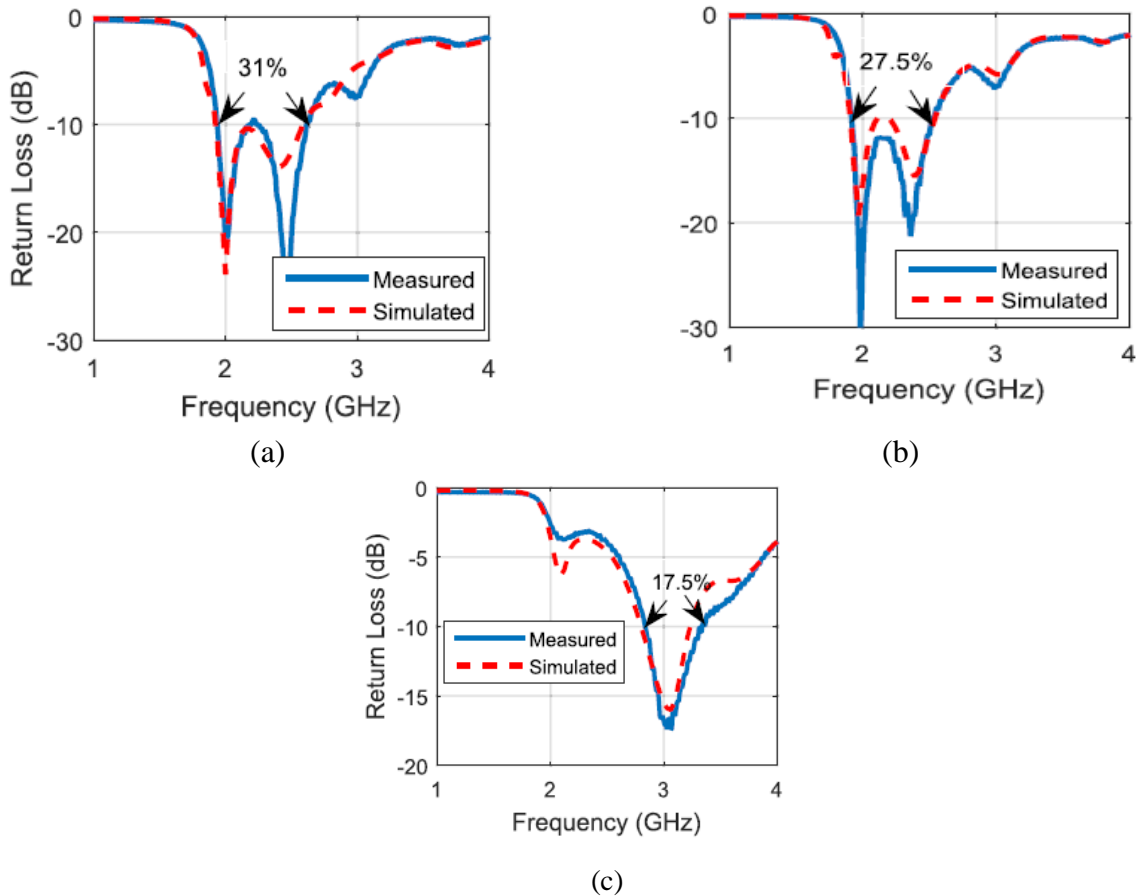 0
-10
-20
-30
Return Loss (dB)
31%
Measured
Simulated
1 2 3 4
Frequency (GHz)
(a)
0
-10
-20
-30
27.5%
Measured
Simulated
1 2 3 4
Frequency (GHz)
(b)
0
-5
-10
-15
-20
Return Loss (dB)
17.5%
Measured
Simulated
1 2 3 4
Frequency (GHz)
(c)